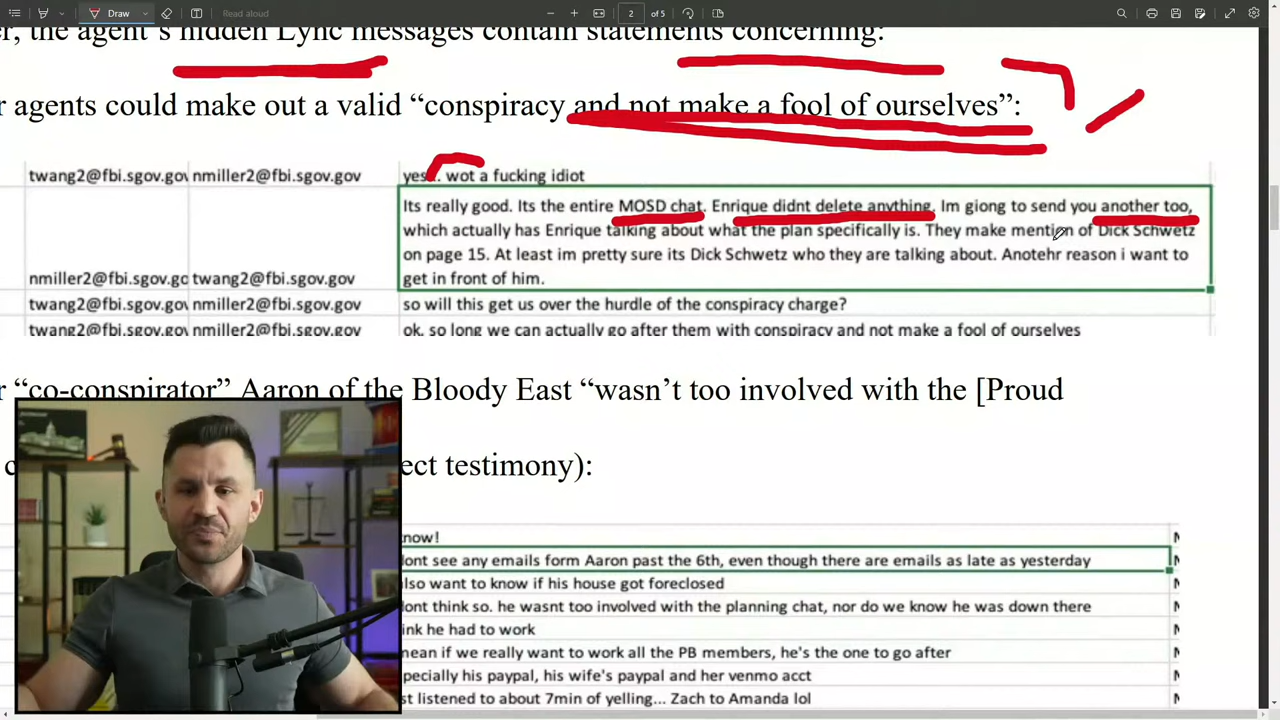 Draw
Read aloud
2 of 5
er, the agent's hidden Lync messages contain statements concerning:
r agents could make out a valid “conspiracy and not make a fool of ourselves”:
twang2@fbi.sgov.gov nmiller2@fbi.sgov.gov wot a fucking idiot
Its really good. Its the entire MOSD chat. Enrique didnt delete anything. Im giong to send you another too,
which actually has Enrique talking about what the plan specifically is. They make mention of Dick Schwetz
on page 15. At least im pretty sure its Dick Schwetz who they are talking about. Anotehr reason i want to
nmiller2@fbi.sgov.gc twang2@fbi.sgov.gov get in front of him.
twang2@fbi.sgov.gov nmiller2@fbi.sgov.gov so will this get us over the hurdle of the conspiracy charge?
twang2@fbi.sgov.gov nmiller2@fbi.sgov.gov ok. so long we can actually go after them with conspiracy and not make a fool of ourselves
r “co-conspirator” Aaron of the Bloody East “wasn't too involved with the [Proud
ect testimony):
now!
lont see any emails form Aaron past the 6th, even though there are emails as late as yesterday
also want to know if his house got foreclosed
lont think so. he wasnt too involved with the planning chat, nor do we know he was down there
ink he had to work
nean if we really want to work all the PB members, he's the one to go after
pecially his paypal, his wife's paypal and her venmo acct
st listened to about 7min of yelling... Zach to Amanda lol